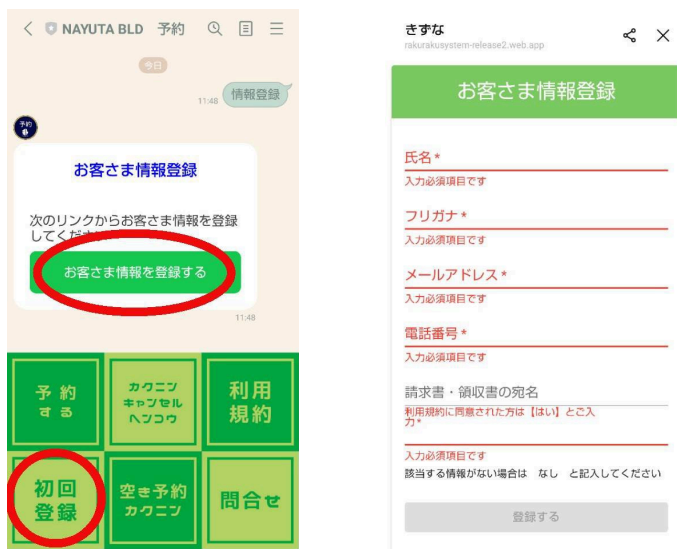 NAYUTA BLD 予約
今日
11:48 情報登録
予約
お客さま情報登録
次のリンクからお客さま情報を登録
してください
お客さま情報を登録する
11:48
予約
する
カクニン
キャンセル
ヘンコウ
利用
規約
初回
登録
空き予約
カクニン
問合せ
きずな
rakurakusystem-release2.web.app
お客さま情報登録
氏名*
入力必須項目です
フリガナ*
入力必須項目です
メールアドレス*
入力必須項目です
電話番号*
入力必須項目です
請求書・領収書の宛名
利用規約に同意された方は【はい】とご入
力*
入力必須項目です
該当する情報がない場合は なし と記入してください
登録する